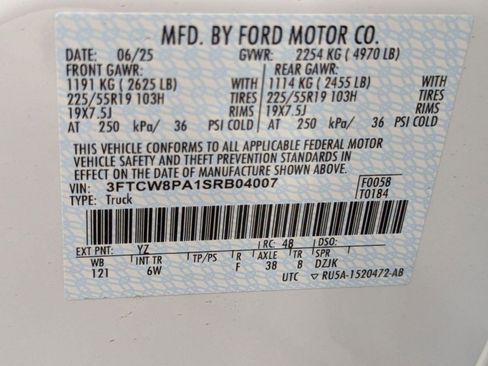 MFD. BY FORD MOTOR CO.
DATE: 06/25 GVWR: 2254 KG ( 4970 LB)
FRONT GAWR: REAR GAWR:
1191 KG ( 2625 LB) 1114 KG ( 2455 LB)
225/55R19 103H TIRES 225/55R19 103H
19X7.5J RIMS 19X7.5J RIMS
AT 250 kPa/ 36 PSI COLD AT 250 kPa/ 36 PSI COLD
THIS VEHICLE CONFORMS TO ALL APPLICABLE FEDERAL MOTOR
VEHICLE SAFETY AND THEFT PREVENTION STANDARDS IN
EFFECT ON THE DATE OF MANUFACTURE SHOWN ABOVE.
VIN: 3FTCW8PA1SRB04007 F0058
TYPE: Truck T0184
EXT PNT: YZ RC: 48 DSO:
WB INT TR TP/PS R AXLE TR SPR
121 6W F 38 8 DZJK
UTC ▽ RU5A-1520472-AB